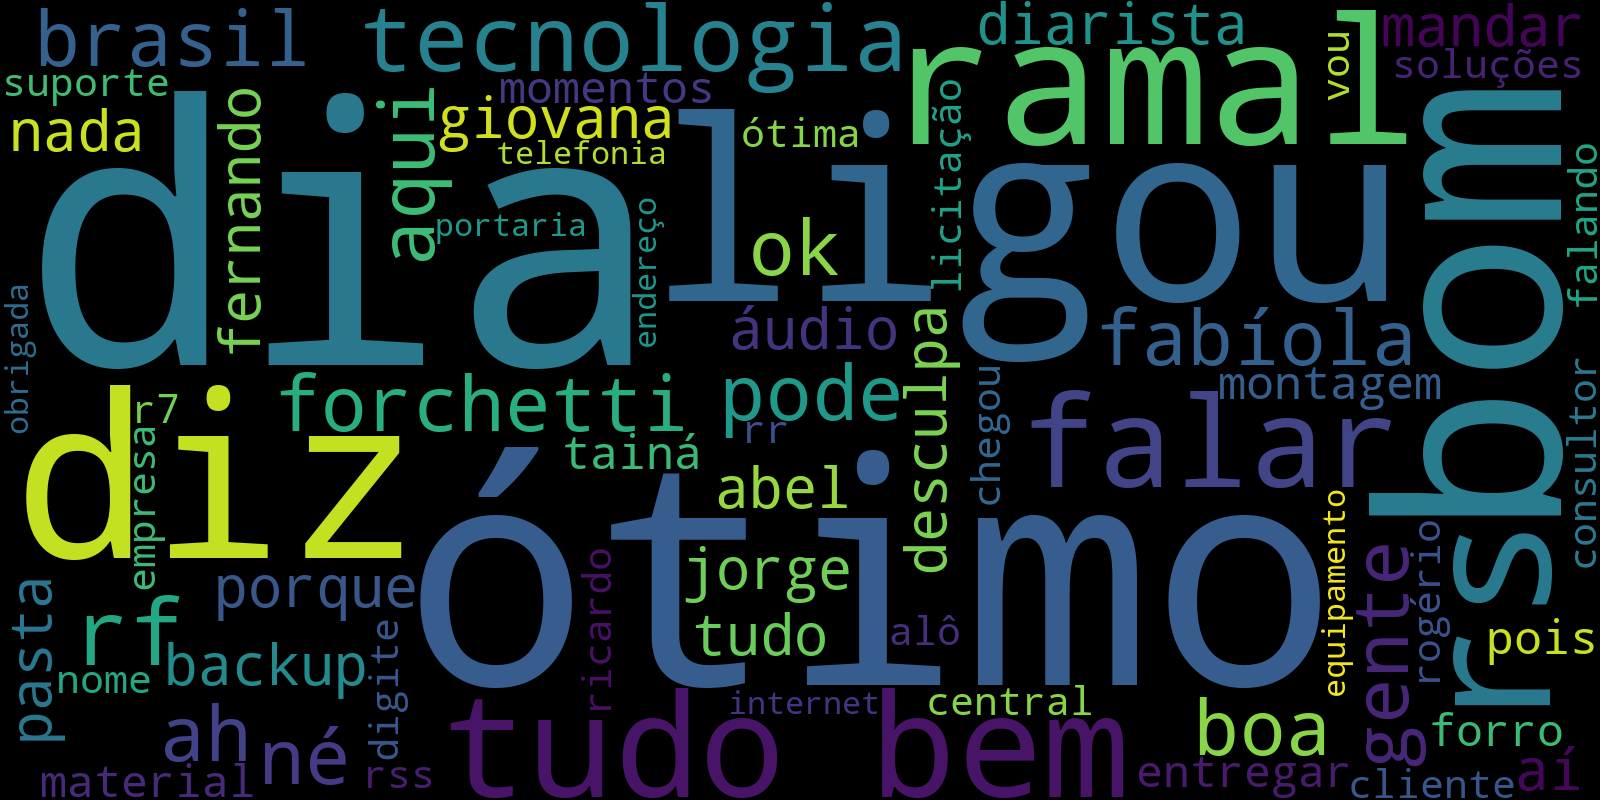 brasil
tecnologia
diarista
mandar
soluções
vou
suporte
momentos
ramal
nada
giovana
telefonia
ótima
fernando
aqui
dia
ligou
licitação
bom
falando
portaria
endereço
ok
obrigada
áudio
desculpa
fabíola
montagem
forchetti
pode
chegou
falar
consultor
r7
rr
tainá
diz
empresa
abel
ótimo
equipamento
rogério
gente
rs
porque
jorge
ricardo
pasta
rf
backup
nome
digite
tudo
alô
pois
internet
central
tudo bem
boa
forro
ah
né
material
rss
entregar
cliente
aí